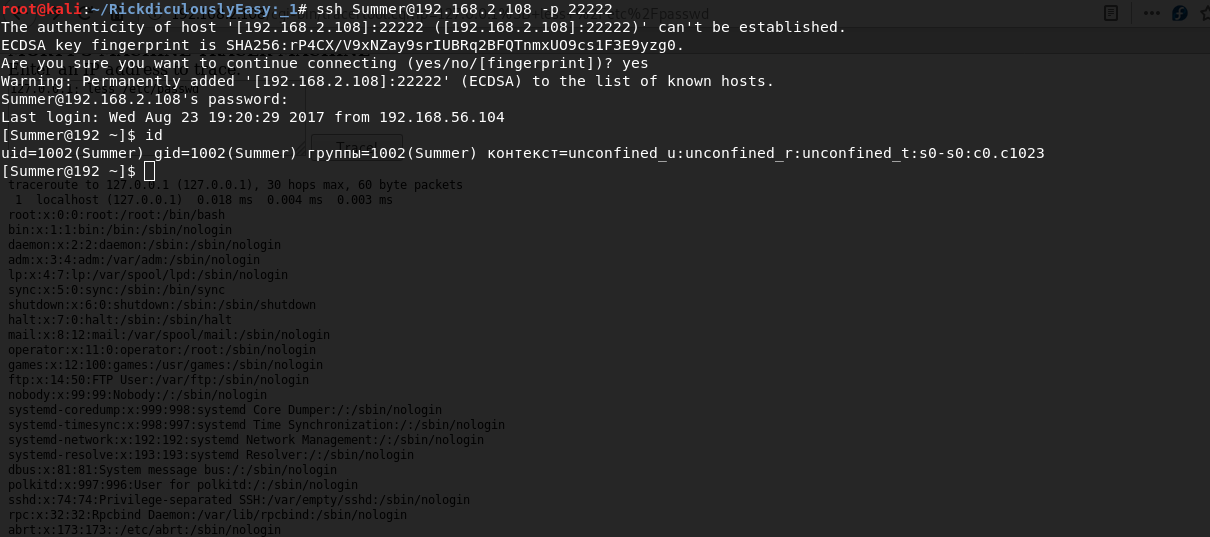 root@kali:~/RickdiculouslyEasy:_1# ssh Summer@192.168.2.108 -p 22222
The authenticity of host '[192.168.2.108]:22222 ([192.168.2.108]:22222)' can't be established.
ECDSA key fingerprint is SHA256:rP4CX/V9xNZay9srIUBRq2BFQTnmxUO9cs1F3E9yzg0.
Are you sure you want to continue connecting (yes/no/[fingerprint])? yes
Warning: Permanently added '[192.168.2.108]:22222' (ECDSA) to the list of known hosts.
Summer@192.168.2.108's password:
Last login: Wed Aug 23 19:20:29 2017 from 192.168.56.104
[Summer@192 ~]$ id
uid=1002(Summer) gid=1002(Summer) группы=1002(Summer) контекст=unconfined_u:unconfined_r:unconfined_t:s0-s0:c0.c1023
[Summer@192 ~]$
traceroute to 127.0.0.1 (127.0.0.1), 30 hops max, 60 byte packets
1 localhost (127.0.0.1) 0.018 ms 0.004 ms 0.003 ms
root:x:0:0:root:/root:/bin/bash
bin:x:1:1:bin:/bin:/sbin/nologin
daemon:x:2:2:daemon:/sbin:/sbin/nologin
adm:x:3:4:adm:/var/adm:/sbin/nologin
lp:x:4:7:lp:/var/spool/lpd:/sbin/nologin
sync:x:5:0:sync:/sbin:/bin/sync
shutdown:x:6:0:shutdown:/sbin:/sbin/shutdown
halt:x:7:0:halt:/sbin:/sbin/halt
mail:x:8:12:mail:/var/spool/mail:/sbin/nologin
operator:x:11:0:operator:/root:/sbin/nologin
games:x:12:100:games:/usr/games:/sbin/nologin
ftp:x:14:50:FTP User:/var/ftp:/sbin/nologin
nobody:x:99:99:Nobody:/:/sbin/nologin
systemd-coredump:x:999:998:systemd Core Dumper:/:/sbin/nologin
systemd-timesync:x:998:997:systemd Time Synchronization:/:/sbin/nologin
systemd-network:x:192:192:systemd Network Management:/:/sbin/nologin
systemd-resolve:x:193:193:systemd Resolver:/:/sbin/nologin
dbus:x:81:81:System message bus:/:/sbin/nologin
polkitd:x:997:996:User for polkitd:/:/sbin/nologin
sshd:x:74:74:Privilege-separated SSH:/var/empty/sshd:/sbin/nologin
rpc:x:32:32:Rpcbind Daemon:/var/lib/rpcbind:/sbin/nologin
abrt:x:173:173::/etc/abrt:/sbin/nologin